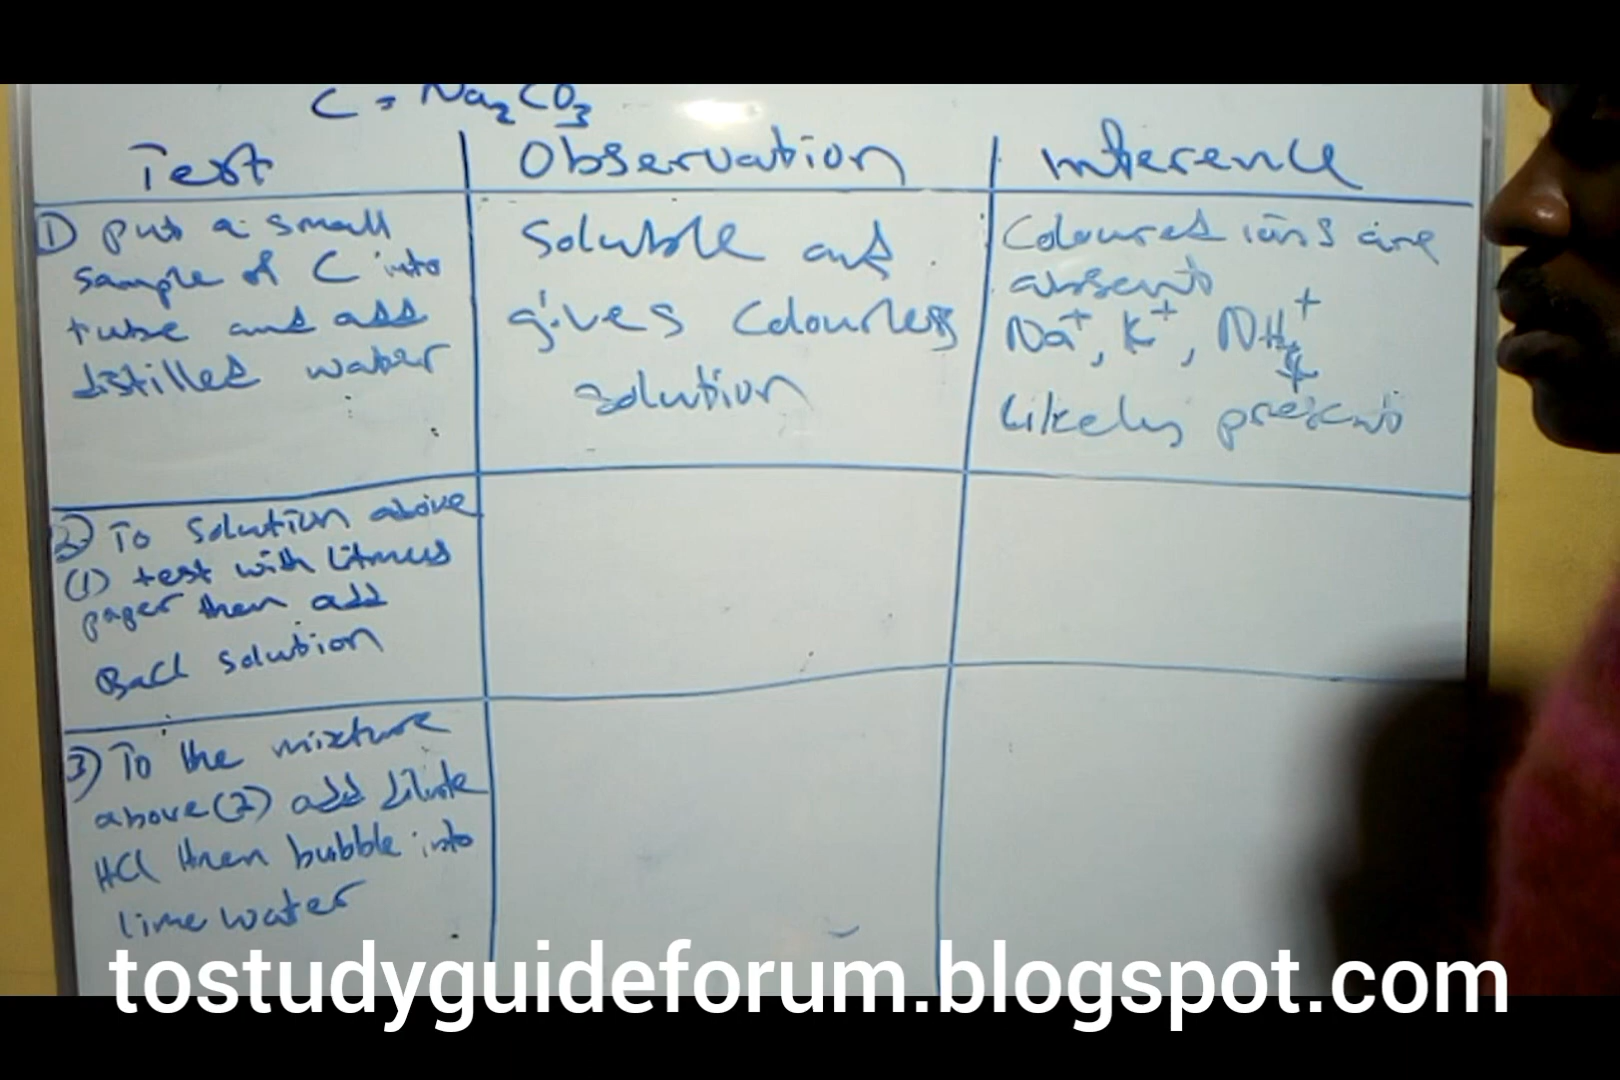 C = Na2CO3
Test Observation Inference
1) put a small
sample of C into
tube and add
distilled water
Soluble and
gives Colourless
solution
Coloured ions are
absent
Na+, K+, NH4+
likely present
2) To solution above
(1) test with Litmus
paper then add
BaCl solution
3) To the mixture
above (2) add dilute
HCl then bubble into
lime water
tostudyguideforum.blogspot.com